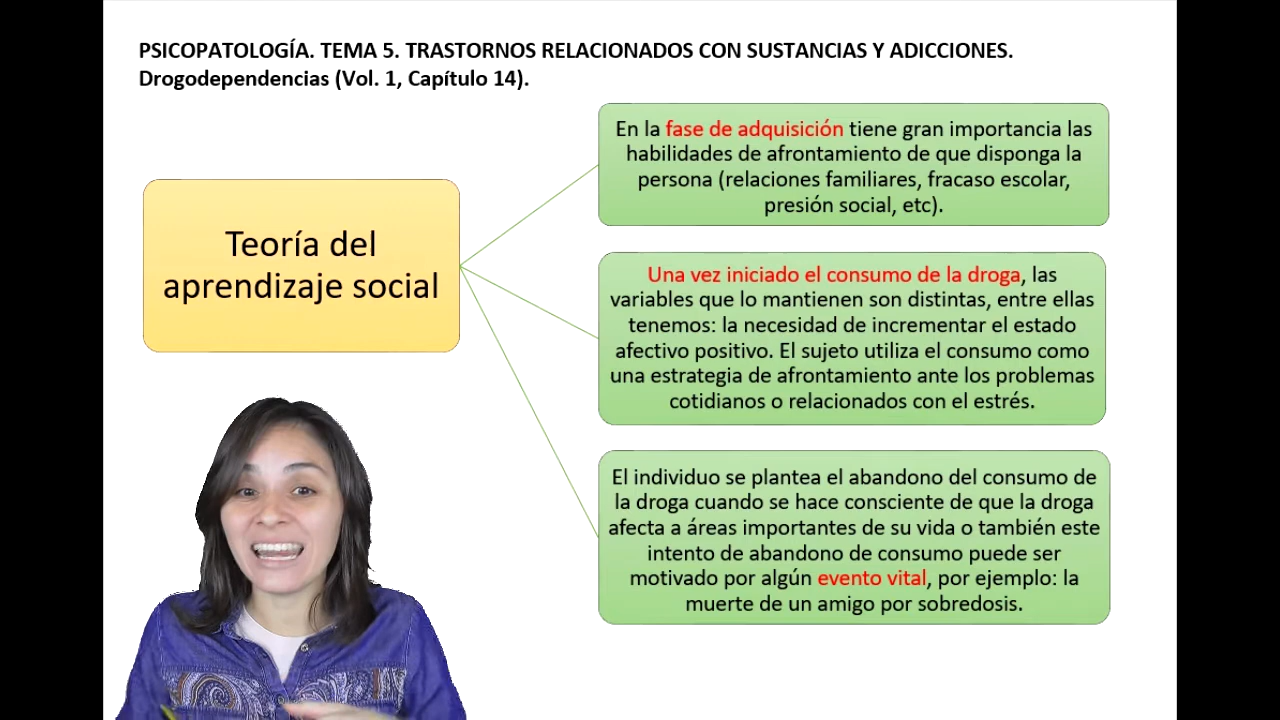 PSICOPATOLOGÍA. TEMA 5. TRASTORNOS RELACIONADOS CON SUSTANCIAS Y ADICCIONES.
Drogodependencias (Vol. 1, Capítulo 14).
Teoría del
aprendizaje social
En la fase de adquisición tiene gran importancia las
habilidades de afrontamiento de que disponga la
persona (relaciones familiares, fracaso escolar,
presión social, etc).
Una vez iniciado el consumo de la droga, las
variables que lo mantienen son distintas, entre ellas
tenemos: la necesidad de incrementar el estado
afectivo positivo. El sujeto utiliza el consumo como
una estrategia de afrontamiento ante los problemas
cotidianos o relacionados con el estrés.
El individuo se plantea el abandono del consumo de
la droga cuando se hace consciente de que la droga
afecta a áreas importantes de su vida o también este
intento de abandono de consumo puede ser
motivado por algún evento vital, por ejemplo: la
muerte de un amigo por sobredosis.